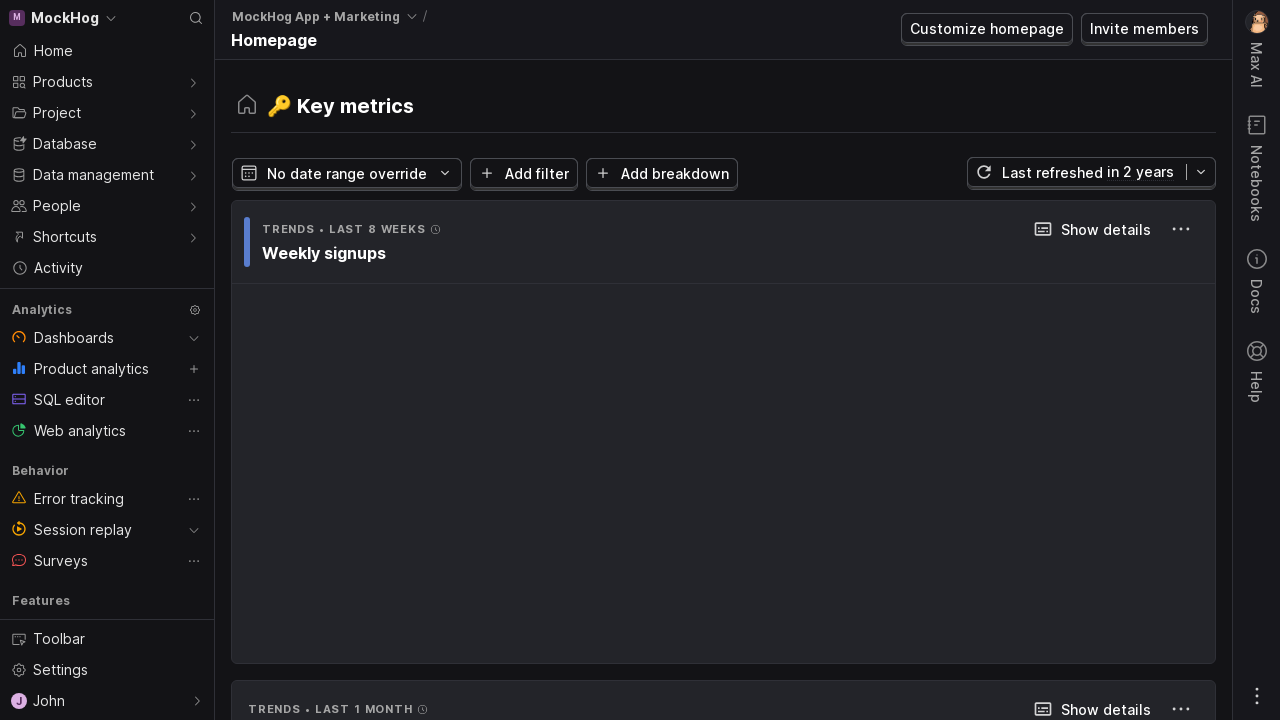 M MockHog
Home
Products
Project
Database
Data management
People
Shortcuts
Activity
Analytics
Dashboards
Product analytics
SQL editor
Web analytics
Behavior
Error tracking
Session replay
Surveys
Features
Toolbar
Settings
J John
MockHog App + Marketing /
Homepage
Customize homepage
Invite members
🔑 Key metrics
No date range override
Add filter
Add breakdown
Last refreshed in 2 years
TRENDS • LAST 8 WEEKS
Weekly signups
Show details
TRENDS • LAST 1 MONTH
Show details
Max AI
Notebooks
Docs
Help